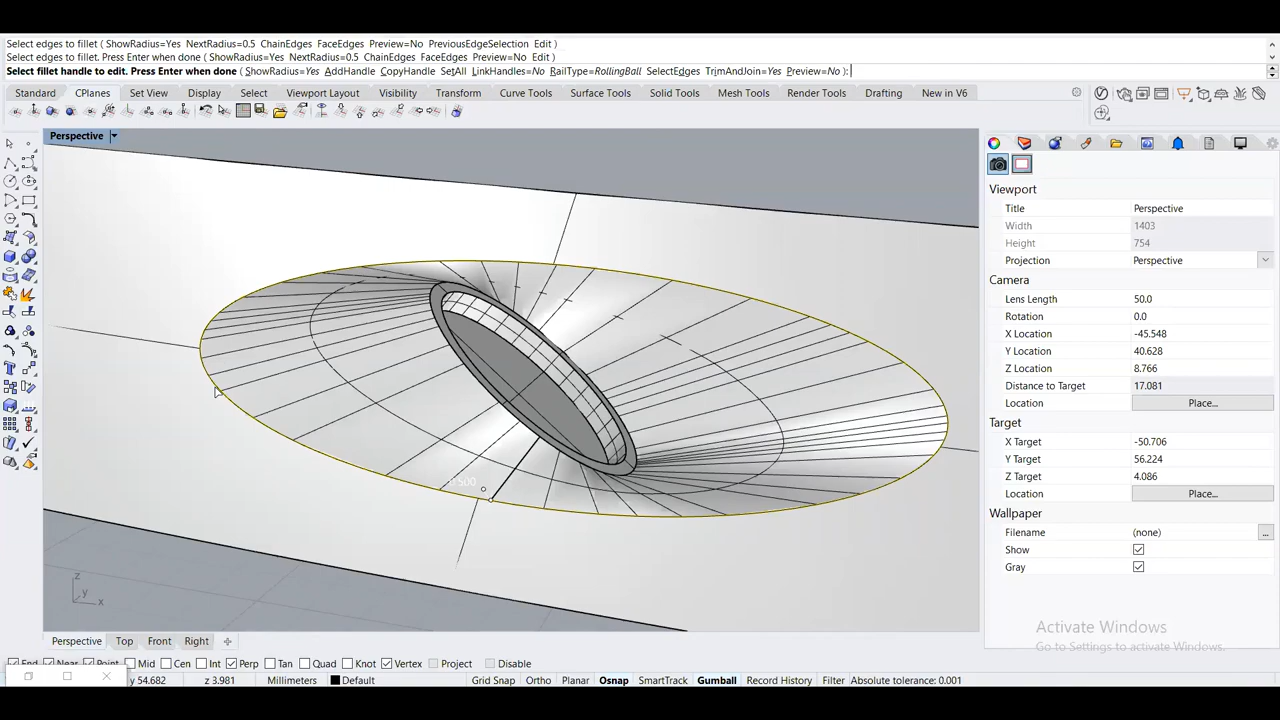 Select edges to fillet ( ShowRadius=Yes NextRadius=0.5 ChainEdges FaceEdges Preview=No PreviousEdgeSelection Edit )
Select edges to fillet. Press Enter when done ( ShowRadius=Yes NextRadius=0.5 ChainEdges FaceEdges Preview=No Edit )
Select fillet handle to edit. Press Enter when done ( ShowRadius=Yes AddHandle CopyHandle SetAll LinkHandles=No RailType=RollingBall SelectEdges TrimAndJoin=Yes Preview=No ):
Standard CPlanes Set View Display Select Viewport Layout Visibility Transform Curve Tools Surface Tools Solid Tools Mesh Tools Render Tools Drafting New in V6
Perspective
Viewport
Title Perspective
Width 1403
Height 754
Projection Perspective
Camera
Lens Length 50.0
Rotation 0.0
X Location -45.548
Y Location 40.628
Z Location 8.766
Distance to Target 17.081
Location Place...
Target
X Target -50.706
Y Target 56.224
Z Target 4.086
Location Place...
Wallpaper
Filename (none) ...
Show
Gray
0.500
z
y
x
Activate Windows
Go to Settings to activate Windows.
Perspective Top Front Right
End Near Point Mid Cen Int Perp Tan Quad Knot Vertex Project Disable
y 54.682 z 3.981 Millimeters Default Grid Snap Ortho Planar Osnap SmartTrack Gumball Record History Filter Absolute tolerance: 0.001